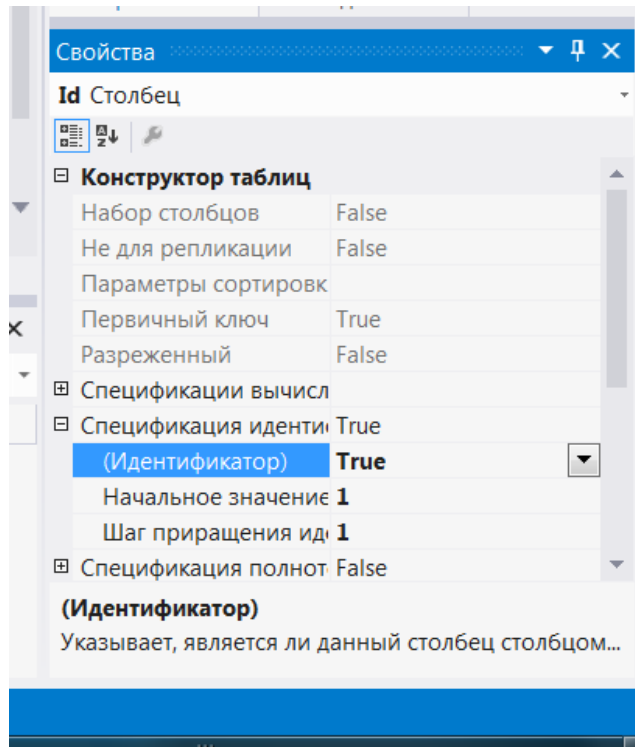 Свойства
Id Столбец
Конструктор таблиц
Набор столбцов False
Не для репликации False
Параметры сортировк
Первичный ключ True
Разреженный False
Спецификации вычисл
Спецификация иденти True
(Идентификатор) True
Начальное значение 1
Шаг приращения ид 1
Спецификация полнот False
(Идентификатор)
Указывает, является ли данный столбец столбцом...